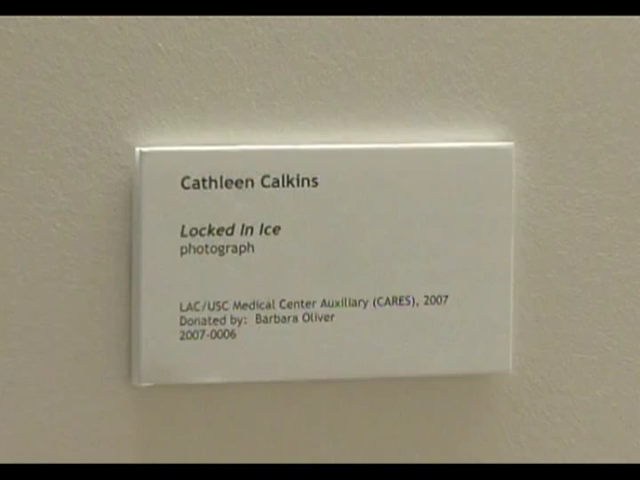 Cathleen Calkins
Locked In Ice
photograph
LAC/USC Medical Center Auxiliary (CARES), 2007
Donated by: Barbara Oliver
2007-0006